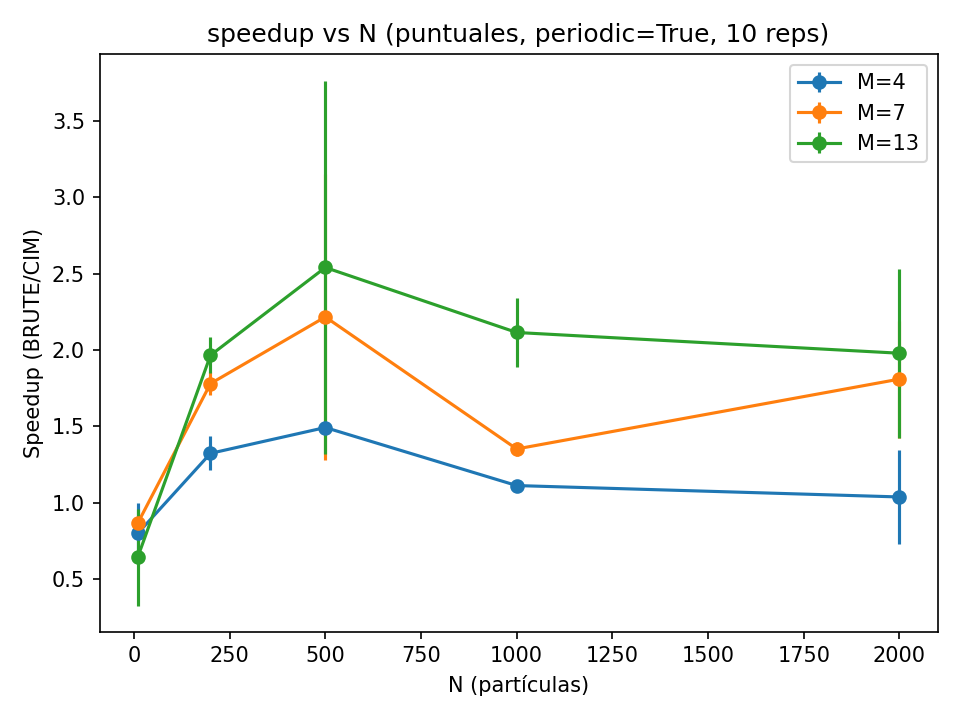 speedup vs N (puntuales, periodic=True, 10 reps)
M=4
M=7
M=13
Speedup (BRUTE/CIM)
3.5
3.0
2.5
2.0
1.5
1.0
0.5
0 250 500 750 1000 1250 1500 1750 2000
N (partículas)